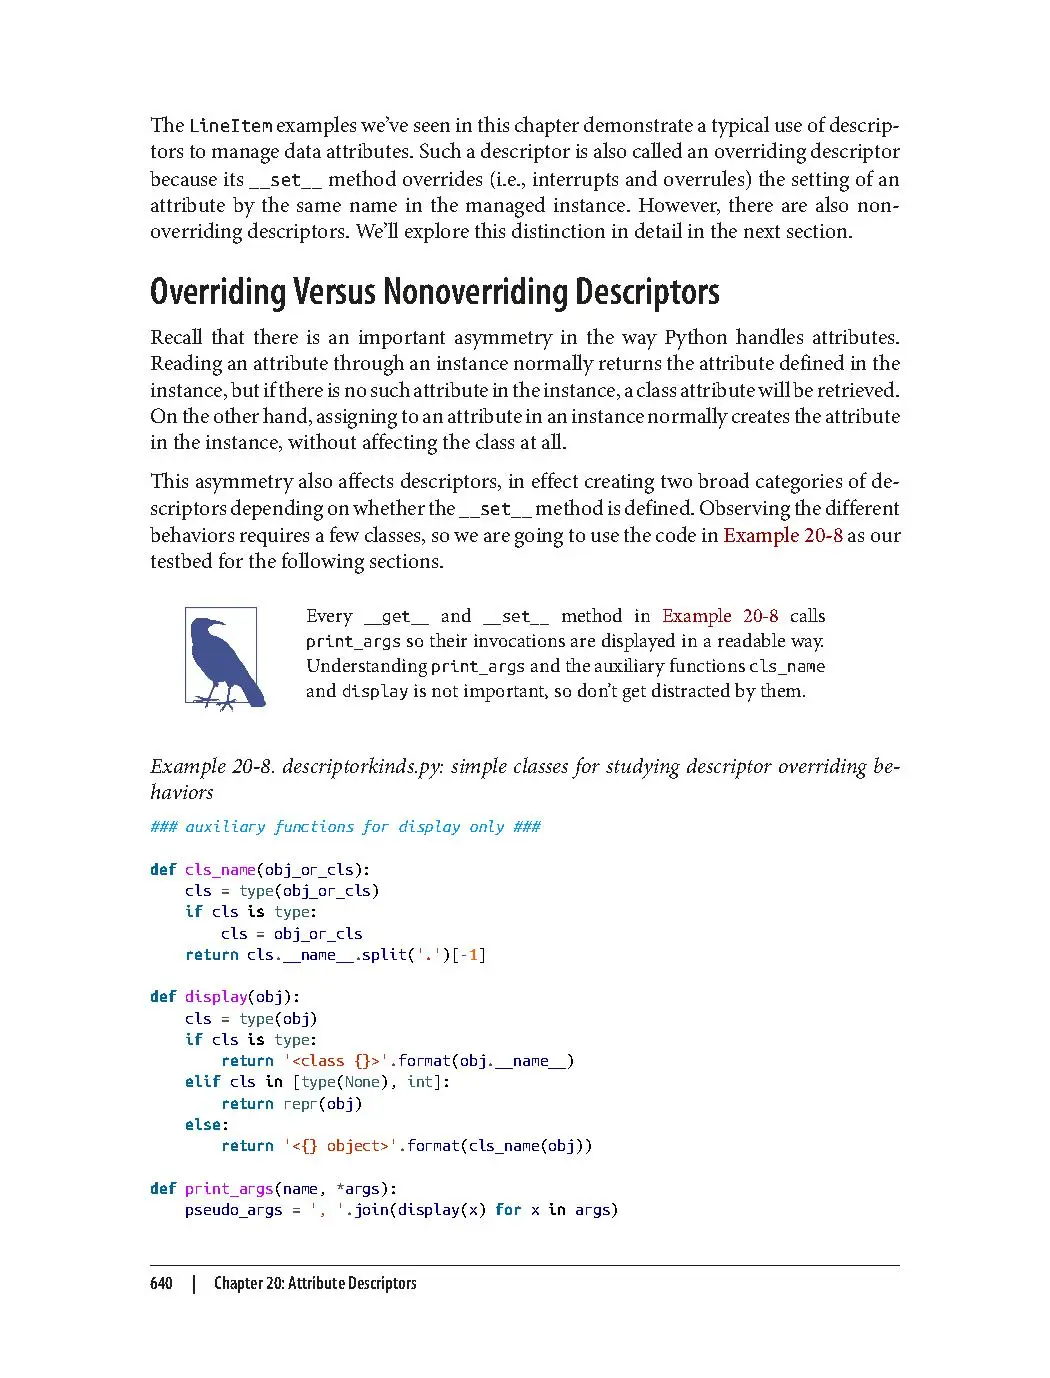 The LineItem examples we've seen in this chapter demonstrate a typical use of descrip-
tors to manage data attributes. Such a descriptor is also called an overriding descriptor
because its __set__ method overrides (i.e., interrupts and overrules) the setting of an
attribute by the same name in the managed instance. However, there are also non-
overriding descriptors. We'll explore this distinction in detail in the next section.
Overriding Versus Nonoverriding Descriptors
Recall that there is an important asymmetry in the way Python handles attributes.
Reading an attribute through an instance normally returns the attribute defined in the
instance, but if there is no such attribute in the instance, a class attribute will be retrieved.
On the other hand, assigning to an attribute in an instance normally creates the attribute
in the instance, without affecting the class at all.
This asymmetry also affects descriptors, in effect creating two broad categories of de-
scriptors depending on whether the __set__ method is defined. Observing the different
behaviors requires a few classes, so we are going to use the code in Example 20-8 as our
testbed for the following sections.
Every __get__ and __set__ method in Example 20-8 calls
print_args so their invocations are displayed in a readable way.
Understanding print_args and the auxiliary functions cls_name
and display is not important, so don't get distracted by them.
Example 20-8. descriptorkinds.py: simple classes for studying descriptor overriding be-
haviors
### auxiliary functions for display only ###
def cls_name(obj_or_cls):
    cls = type(obj_or_cls)
    if cls is type:
        cls = obj_or_cls
    return cls.__name__.split('.')[-1]
def display(obj):
    cls = type(obj)
    if cls is type:
        return '<class {}>'.format(obj.__name__)
    elif cls in [type(None), int]:
        return repr(obj)
    else:
        return '<{} object>'.format(cls_name(obj))
def print_args(name, *args):
    pseudo_args = ', '.join(display(x) for x in args)
640 | Chapter 20: Attribute Descriptors